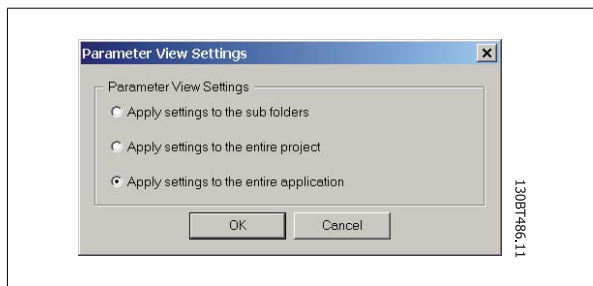 Parameter View Settings
Parameter View Settings
Apply settings to the sub folders
Apply settings to the entire project
Apply settings to the entire application
OK
Cancel
130BT486.11